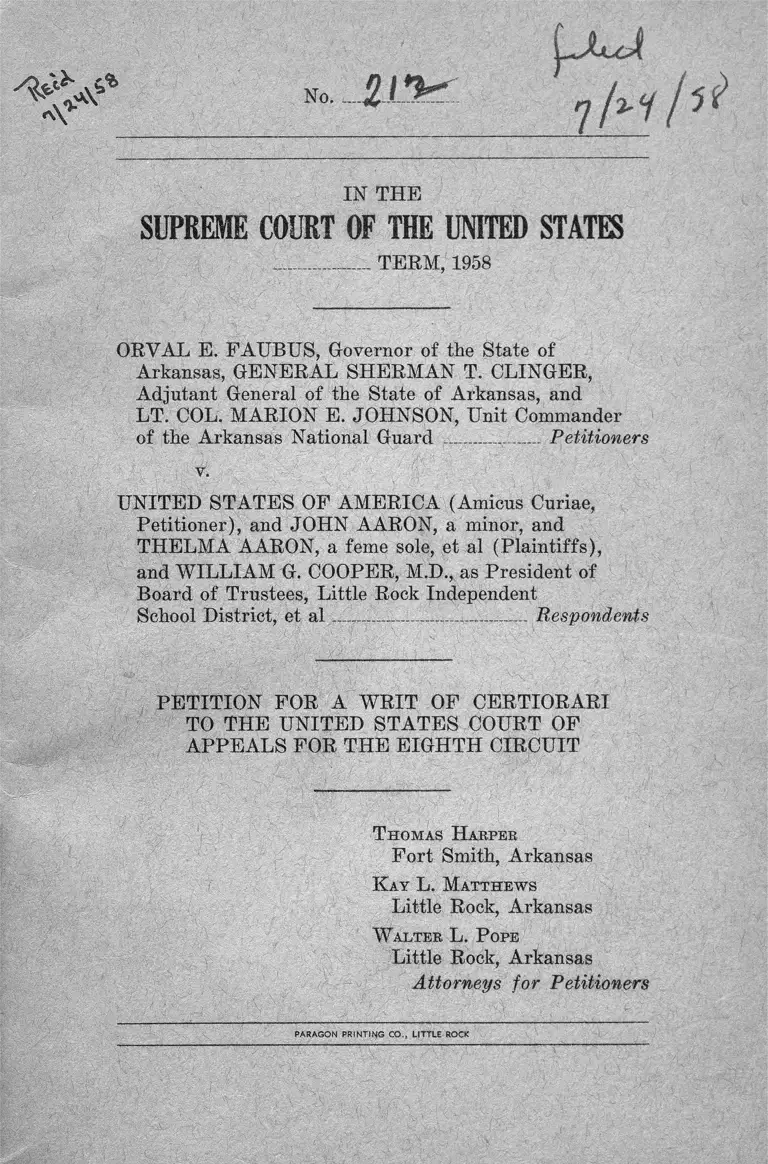 Rec'd
7/24/58
No. 212
filed
7/24/58
IN THE
SUPREME COURT OF THE UNITED STATES
TERM, 1958
ORVAL E. FAUBUS, Governor of the State of
Arkansas, GENERAL SHERMAN T. CLINGER,
Adjutant General of the State of Arkansas, and
LT. COL. MARION E. JOHNSON, Unit Commander
of the Arkansas National Guard Petitioners
v.
UNITED STATES OF AMERICA (Amicus Curiae,
Petitioner), and JOHN AARON, a minor, and
THELMA AARON, a feme sole, et al (Plaintiffs),
and WILLIAM G. COOPER, M.D., as President of
Board of Trustees, Little Rock Independent
School District, et al Respondents
PETITION FOR A WRIT OF CERTIORARI
TO THE UNITED STATES COURT OF
APPEALS FOR THE EIGHTH CIRCUIT
THOMAS HARPER
Fort Smith, Arkansas
KAY L. MATTHEWS
Little Rock, Arkansas
WALTER L. POPE
Little Rock, Arkansas
Attorneys for Petitioners
PARAGON PRINTING CO., LITTLE ROCK